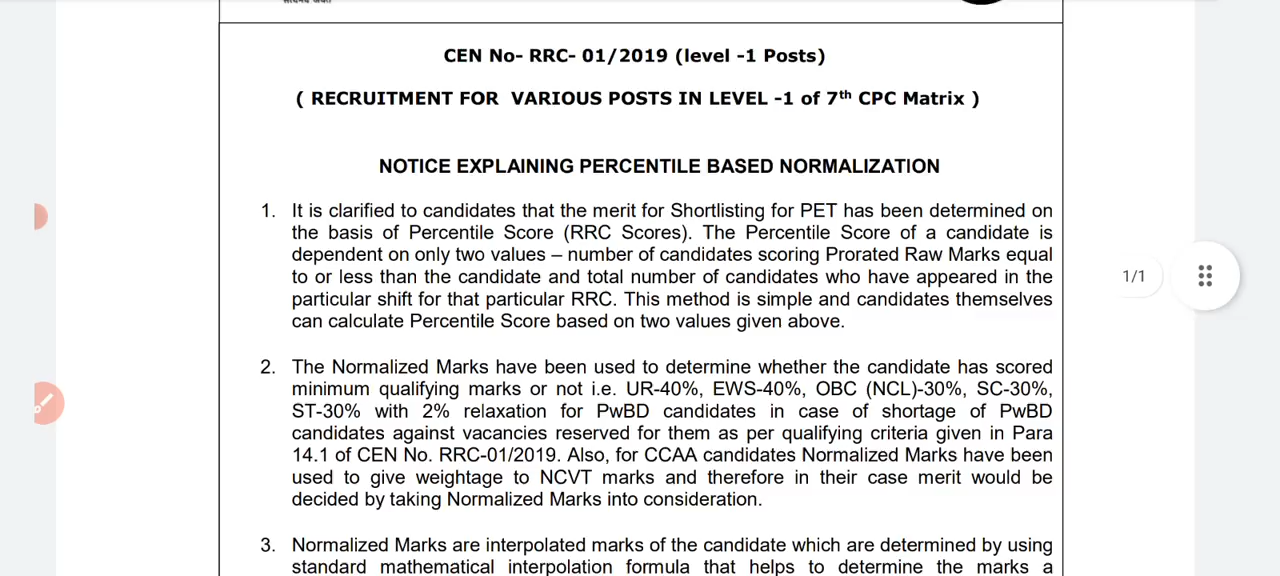 CEN No- RRC- 01/2019 (level -1 Posts)
( RECRUITMENT FOR VARIOUS POSTS IN LEVEL -1 of 7th CPC Matrix )
NOTICE EXPLAINING PERCENTILE BASED NORMALIZATION
1. It is clarified to candidates that the merit for Shortlisting for PET has been determined on
the basis of Percentile Score (RRC Scores). The Percentile Score of a candidate is
dependent on only two values – number of candidates scoring Prorated Raw Marks equal
to or less than the candidate and total number of candidates who have appeared in the
particular shift for that particular RRC. This method is simple and candidates themselves
can calculate Percentile Score based on two values given above.
1/1
2. The Normalized Marks have been used to determine whether the candidate has scored
minimum qualifying marks or not i.e. UR-40%, EWS-40%, OBC (NCL)-30%, SC-30%,
ST-30% with 2% relaxation for PwBD candidates in case of shortage of PwBD
candidates against vacancies reserved for them as per qualifying criteria given in Para
14.1 of CEN No. RRC-01/2019. Also, for CCAA candidates Normalized Marks have been
used to give weightage to NCVT marks and therefore in their case merit would be
decided by taking Normalized Marks into consideration.
3. Normalized Marks are interpolated marks of the candidate which are determined by using
standard mathematical interpolation formula that helps to determine the marks a